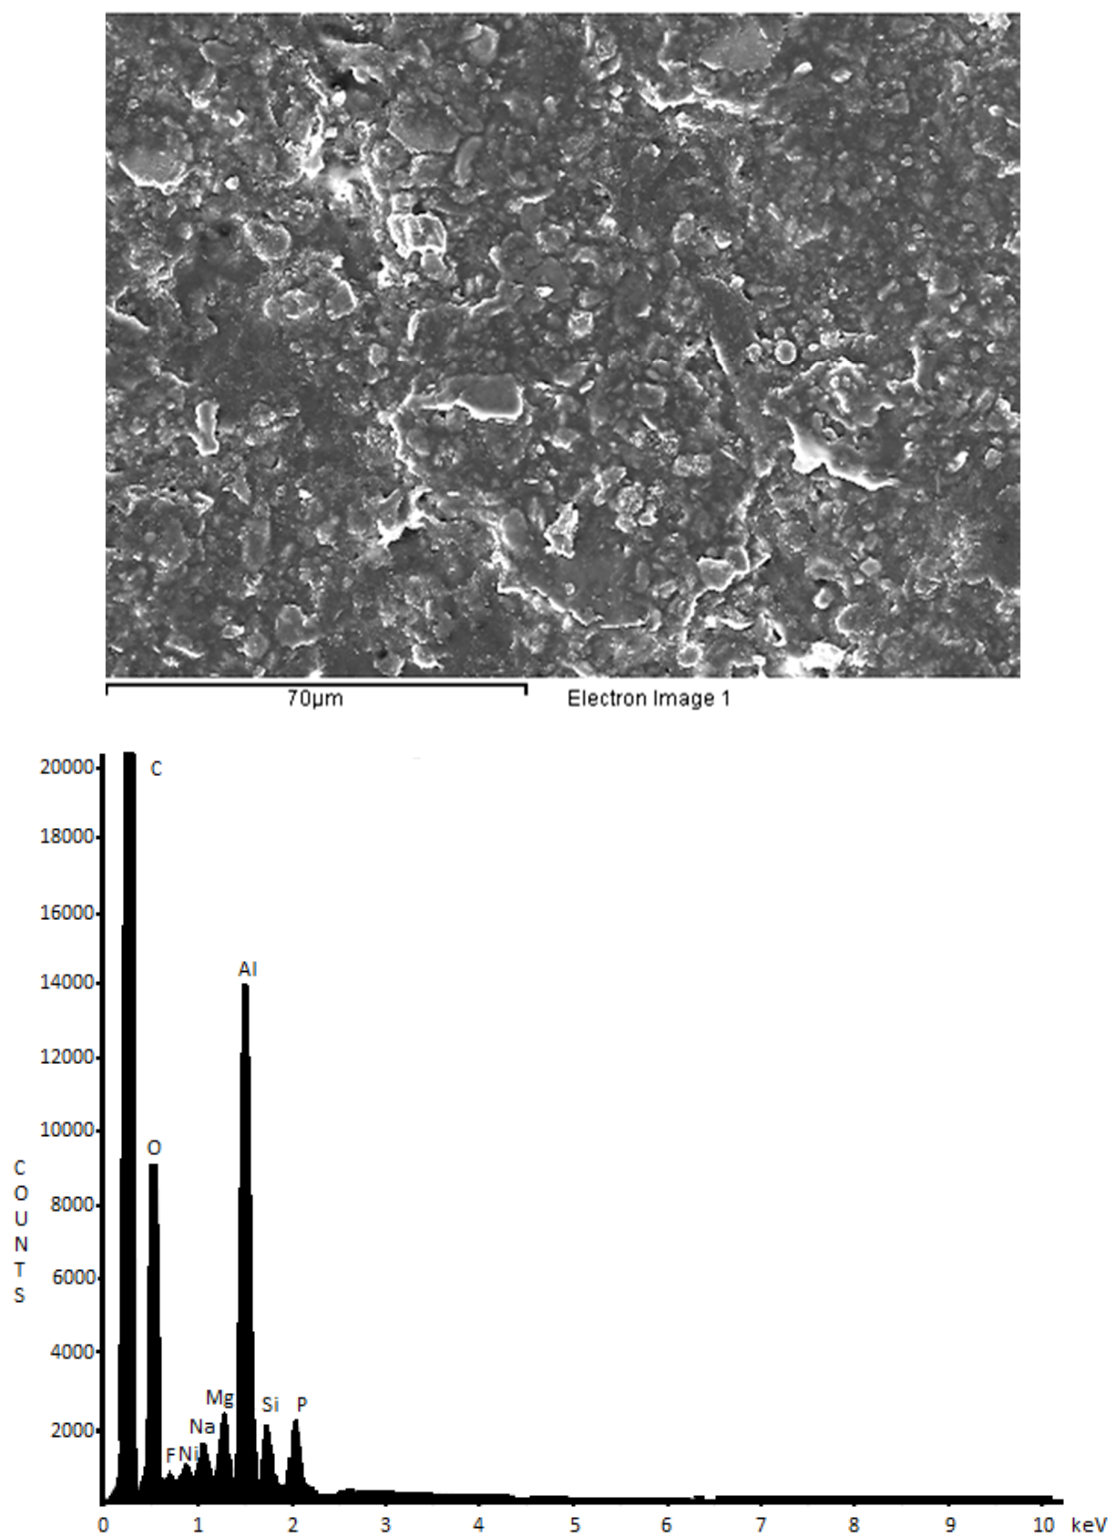 70µm Electron Image 1
20000
C
18000
16000
14000
Al
12000
10000
O
C
O
U
N
T
S
8000
6000
4000
Mg
Si
P
2000
Na
F
Ni
0 1 2 3 4 5 6 7 8 9 10 keV